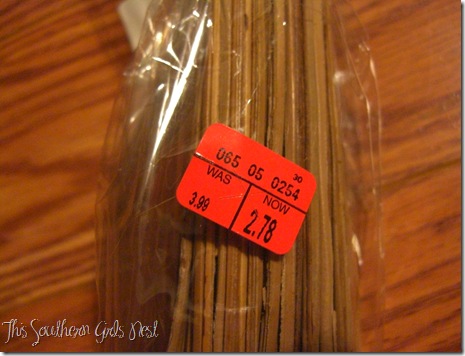 065 05 0254 30
WAS NOW
3.99 2.78
This Southern Girls Nest